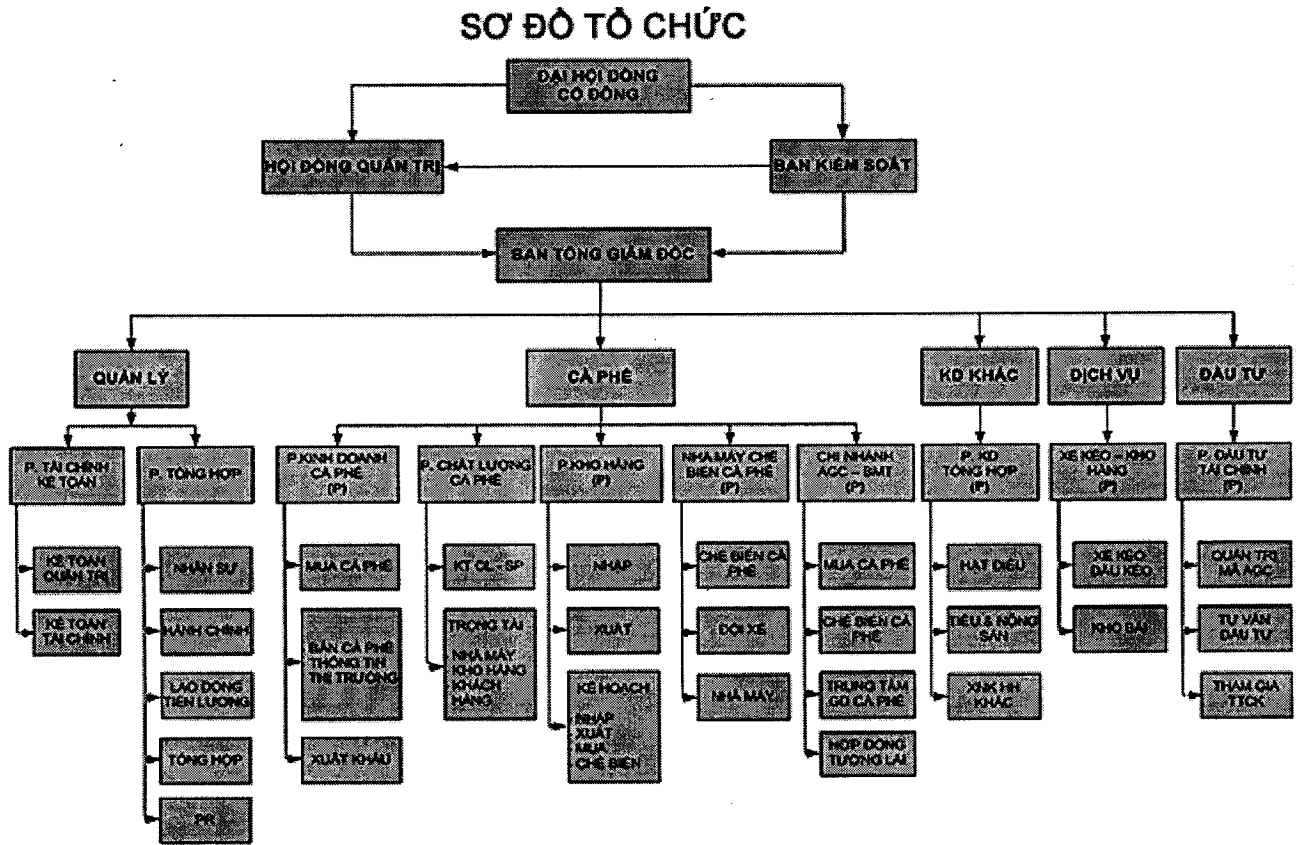 SƠ ĐỒ TỔ CHỨC
ĐẠI HỘI ĐỒNG
CỔ ĐÔNG
HỘI ĐỒNG QUẢN TRỊ
BAN KIỂM SOÁT
BAN TỔNG GIÁM ĐỐC
QUẢN LÝ
CÀ PHÊ
KD KHÁC
DỊCH VỤ
ĐẦU TƯ
P. TÀI CHÍNH
KẾ TOÁN
P. TỔNG HỢP
P.KINH DOANH
CÀ PHÊ
(P)
P. CHẤT LƯỢNG
CÀ PHÊ
P.KHO HÀNG
(P)
NHÀ MÁY CHẾ
BIẾN CÀ PHÊ
(P)
CHI NHÁNH
AGC – BMT
(P)
P. KD
TỔNG HỢP
(P)
XE KÉO – KHO
HÀNG
(P)
P. ĐẦU TƯ
TÀI CHÍNH
(P)
KẾ TOÁN
QUẢN TRỊ
KẾ TOÁN
TÀI CHÍNH
NHÂN SỰ
HÀNH CHÍNH
LAO ĐỘNG
TIỀN LƯƠNG
TỔNG HỢP
PR
MUA CÀ PHÊ
BÁN CÀ PHÊ
THÔNG TIN
THỊ TRƯỜNG
XUẤT KHẨU
KT CL - SP
TRỌNG TÀI
NHÀ MÁY
KHO HÀNG
KHÁCH
HÀNG
NHẬP
XUẤT
KẾ HOẠCH
NHẬP
XUẤT
MUA
CHẾ BIẾN
CHẾ BIẾN CÀ
PHÊ
ĐỘI XE
NHÀ MÁY
MUA CÀ PHÊ
CHẾ BIẾN CÀ
PHÊ
TRUNG TÂM
GD CÀ PHÊ
HỢP ĐỒNG
TƯƠNG LAI
HẠT ĐIỀU
TIÊU & NÔNG
SẢN
XNK HH
KHÁC
XE KÉO
ĐẦU KÉO
KHO BÃI
QUẢN TRỊ
MÃ AGC
TƯ VẤN
ĐẦU TƯ
THAM GIA
TTCK